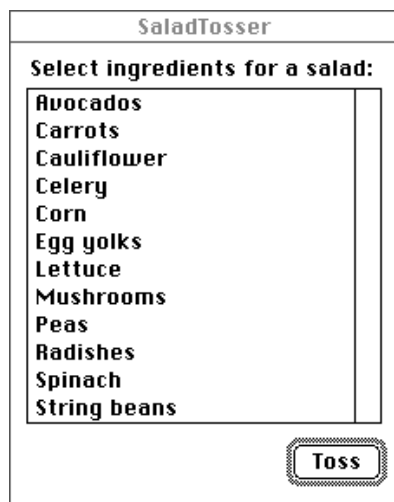 SaladTosser
Select ingredients for a salad:
Avocados
Carrots
Cauliflower
Celery
Corn
Egg yolks
Lettuce
Mushrooms
Peas
Radishes
Spinach
String beans
Toss